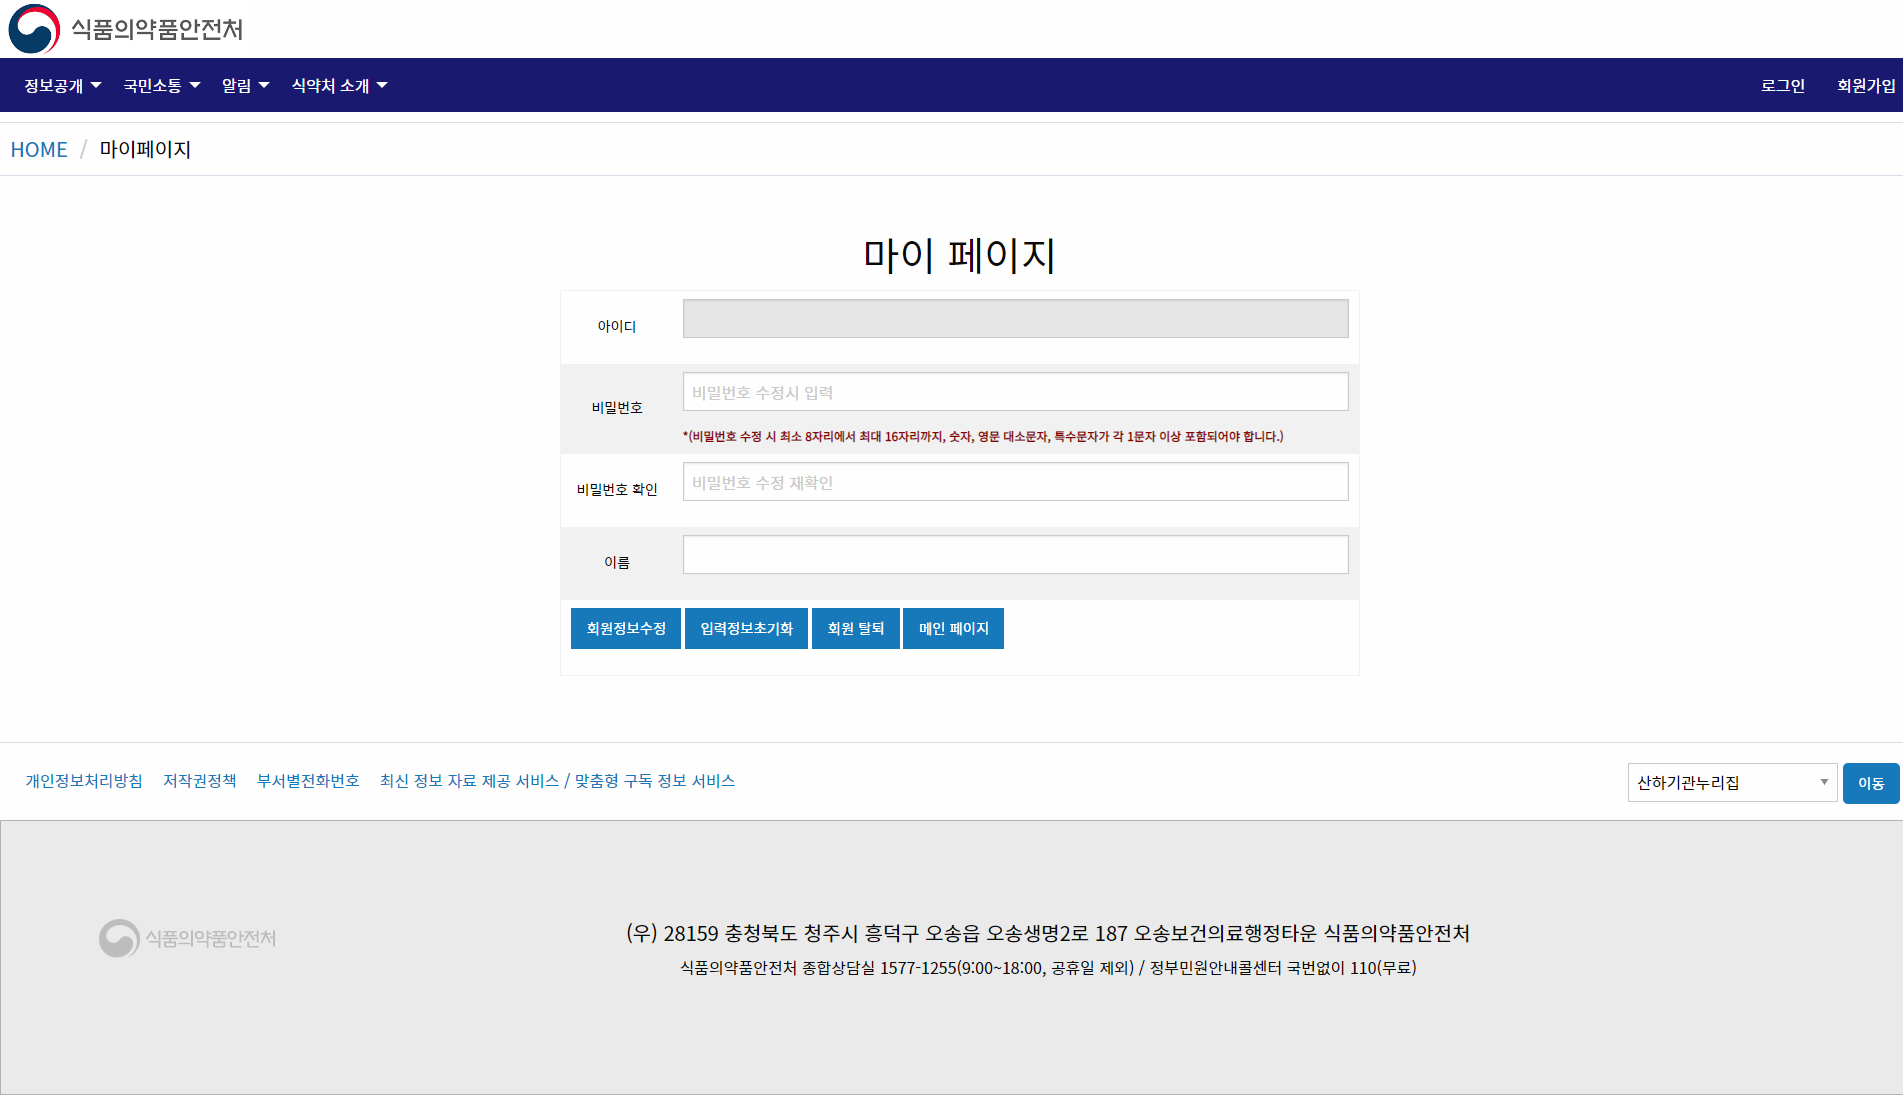 식품의약품안전처
정보공개 국민소통 알림 식약처 소개 로그인 회원가입
HOME / 마이페이지
마이 페이지
아이디
비밀번호 비밀번호 수정시 입력
*(비밀번호 수정 시 최소 8자리에서 최대 16자리까지, 숫자, 영문 대소문자, 특수문자가 각 1문자 이상 포함되어야 합니다.)
비밀번호 확인 비밀번호 수정 재확인
이름
회원정보수정 입력정보초기화 회원 탈퇴 메인 페이지
개인정보처리방침 저작권정책 부서별전화번호 최신 정보 자료 제공 서비스 / 맞춤형 구독 정보 서비스 산하기관누리집 이동
식품의약품안전처
(우) 28159 충청북도 청주시 흥덕구 오송읍 오송생명2로 187 오송보건의료행정타운 식품의약품안전처
식품의약품안전처 종합상담실 1577-1255(9:00~18:00, 공휴일 제외) / 정부민원안내콜센터 국번없이 110(무료)